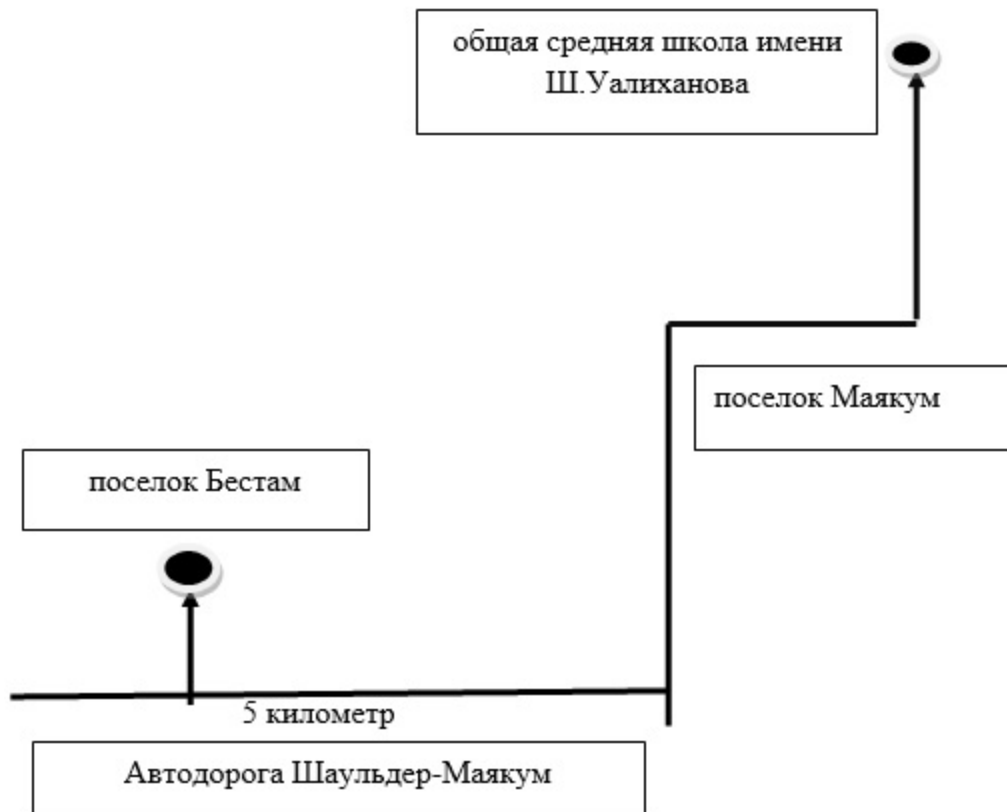 общая средняя школа имени
Ш.Уалиханова
поселок Маякум
поселок Бестам
5 километр
Автодорога Шаульдер-Маякум